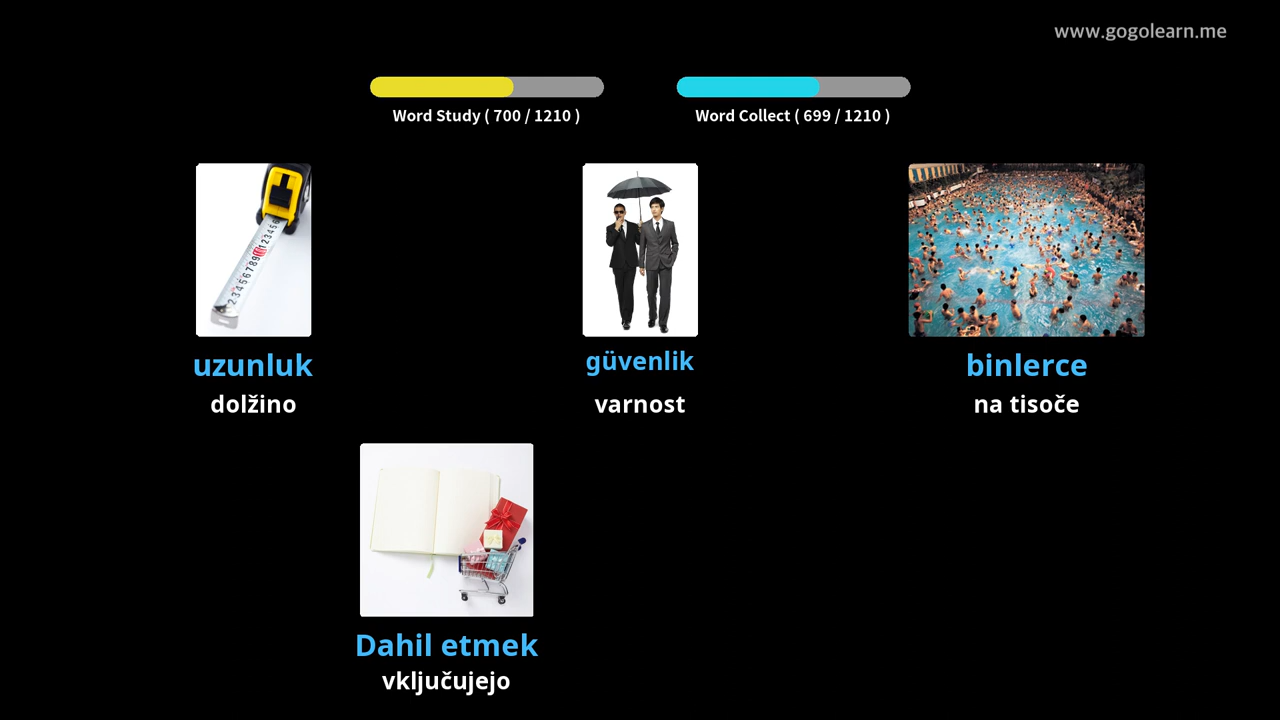 www.gogolearn.me
Word Study ( 700 / 1210 )
Word Collect ( 699 / 1210 )
uzunluk
dolžino
güvenlik
varnost
binlerce
na tisoče
Dahil etmek
vključujejo